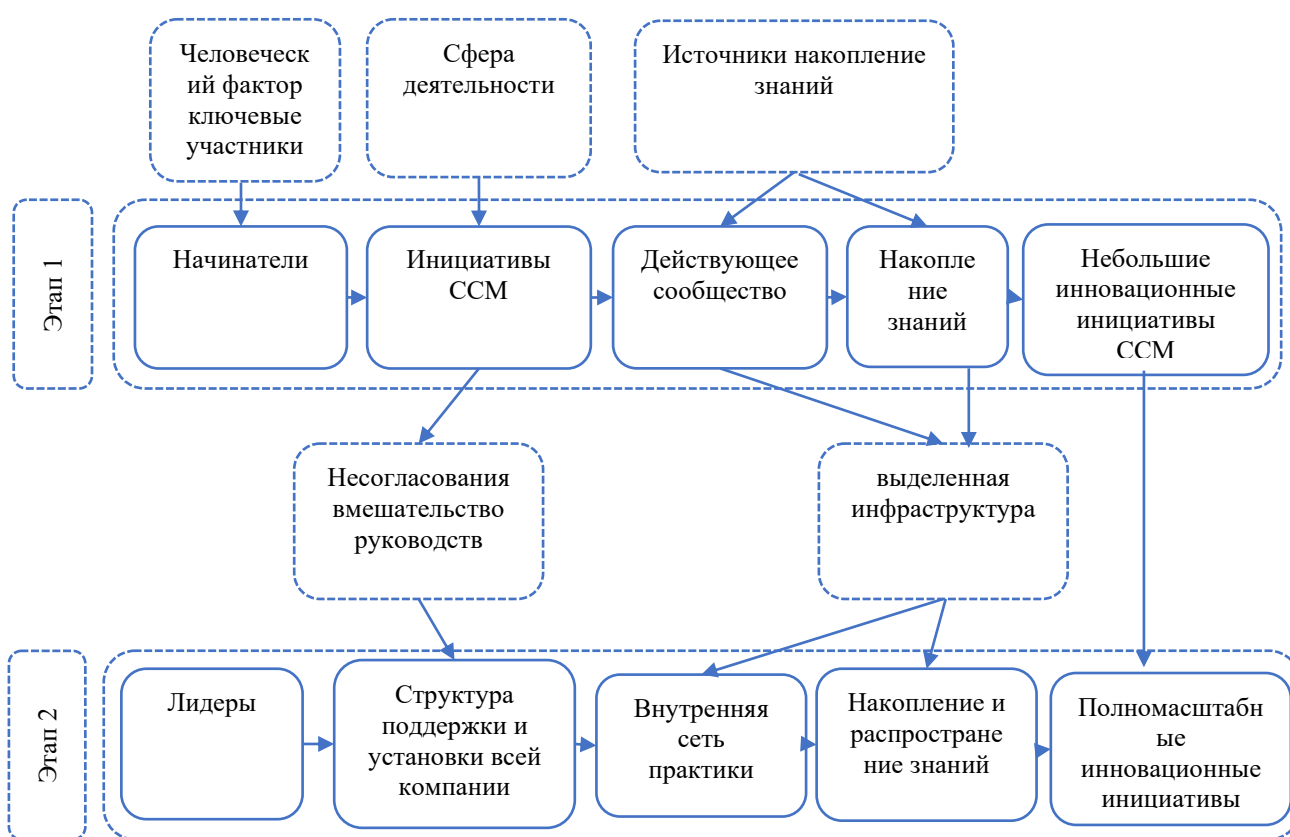 Человеческ
ий фактор
ключевые
участники
Сфера
деятельности
Источники накопление
знаний
Этап 1
Начинатели
Инициативы
ССМ
Действующее
сообщество
Накопле
ние
знаний
Небольшие
инновационные
инициативы
ССМ
Несогласования
вмешательство
руководств
выделенная
инфраструктура
Этап 2
Лидеры
Структура
поддержки и
установки всей
компании
Внутренняя
сеть
практики
Накопление и
распростране
ние знаний
Полномасштабн
ые
инновационные
инициативы